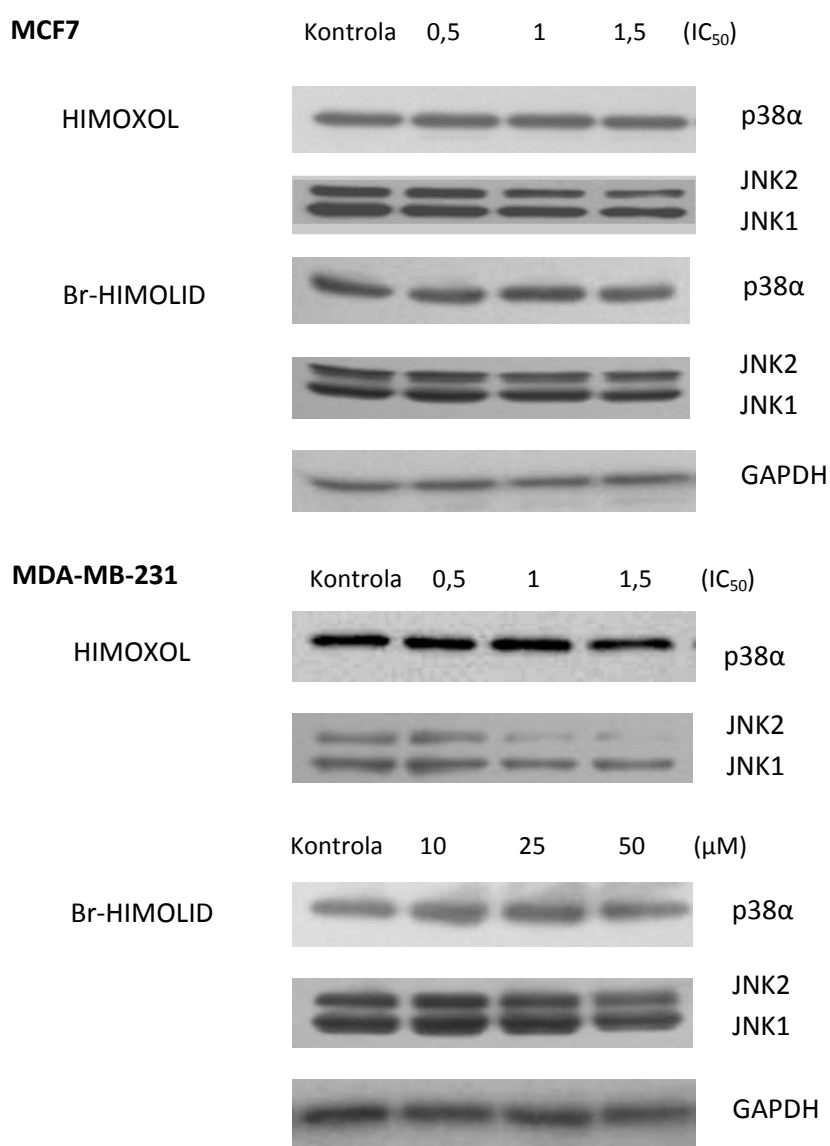 MCF7 Kontrola 0,5 1 1,5 (IC50)
HIMOXOL p38α
JNK2
JNK1
Br-HIMOLID p38α
JNK2
JNK1
GAPDH
MDA-MB-231 Kontrola 0,5 1 1,5 (IC50)
HIMOXOL p38α
JNK2
JNK1
Kontrola 10 25 50 (μM)
Br-HIMOLID p38α
JNK2
JNK1
GAPDH